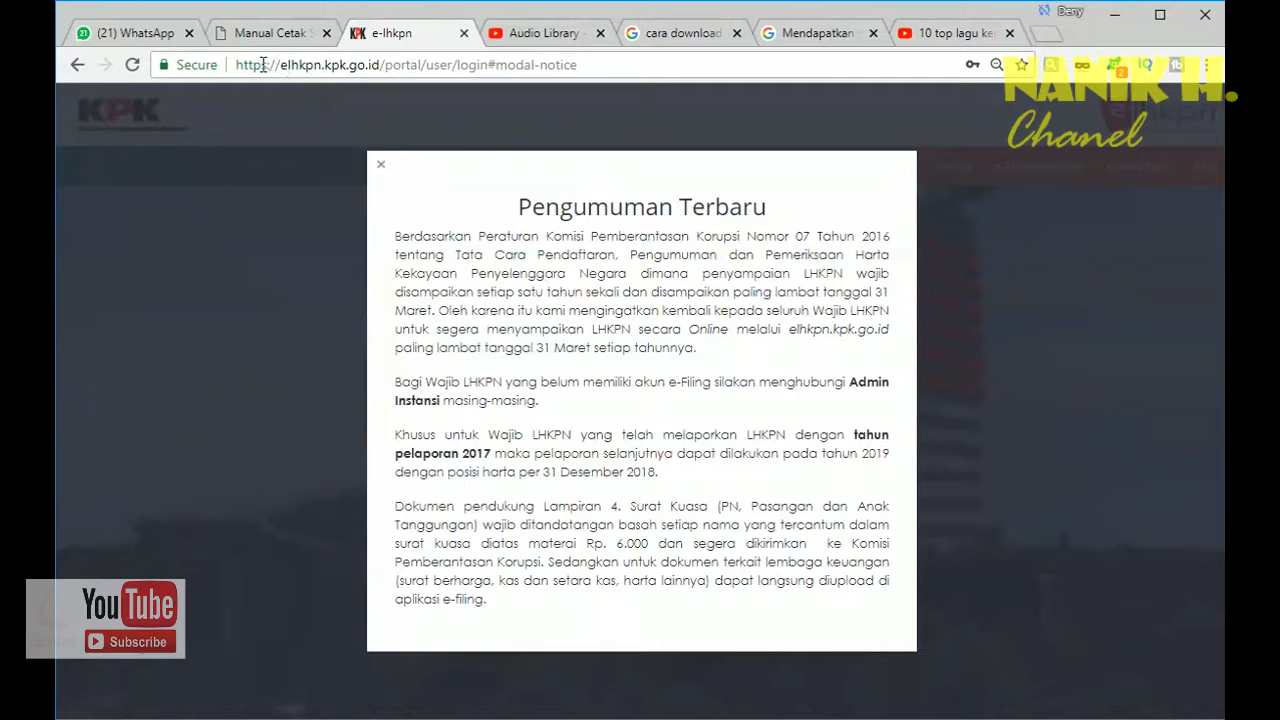 Deny
(21) WhatsApp
Manual Cetak S
KPK e-lhkpn
Audio Library -
cara download
Mendapatkan
10 top lagu ke
Secure
https://elhkpn.kpk.go.id/portal/user/login#modal-notice
2
KPK
NANIK H.
Chanel
Pengumuman Terbaru
Berdasarkan Peraturan Komisi Pemberantasan Korupsi Nomor 07 Tahun 2016
tentang Tata Cara Pendaftaran, Pengumuman dan Pemeriksaan Harta
Kekayaan Penyelenggara Negara dimana penyampaian LHKPN wajib
disampaikan setiap satu tahun sekali dan disampaikan paling lambat tanggal 31
Maret. Oleh karena itu kami mengingatkan kembali kepada seluruh Wajib LHKPN
untuk segera menyampaikan LHKPN secara Online melalui elhkpn.kpk.go.id
paling lambat tanggal 31 Maret setiap tahunnya.
Bagi Wajib LHKPN yang belum memiliki akun e-Filing silakan menghubungi Admin
Instansi masing-masing.
Khusus untuk Wajib LHKPN yang telah melaporkan LHKPN dengan tahun
pelaporan 2017 maka pelaporan selanjutnya dapat dilakukan pada tahun 2019
dengan posisi harta per 31 Desember 2018.
Dokumen pendukung Lampiran 4. Surat Kuasa (PN, Pasangan dan Anak
Tanggungan) wajib ditandatangan basah setiap nama yang tercantum dalam
surat kuasa diatas materai Rp. 6.000 dan segera dikirimkan ke Komisi
Pemberantasan Korupsi. Sedangkan untuk dokumen terkait lembaga keuangan
(surat berharga, kas dan setara kas, harta lainnya) dapat langsung diupload di
aplikasi e-filing.
YouTube
Subscribe